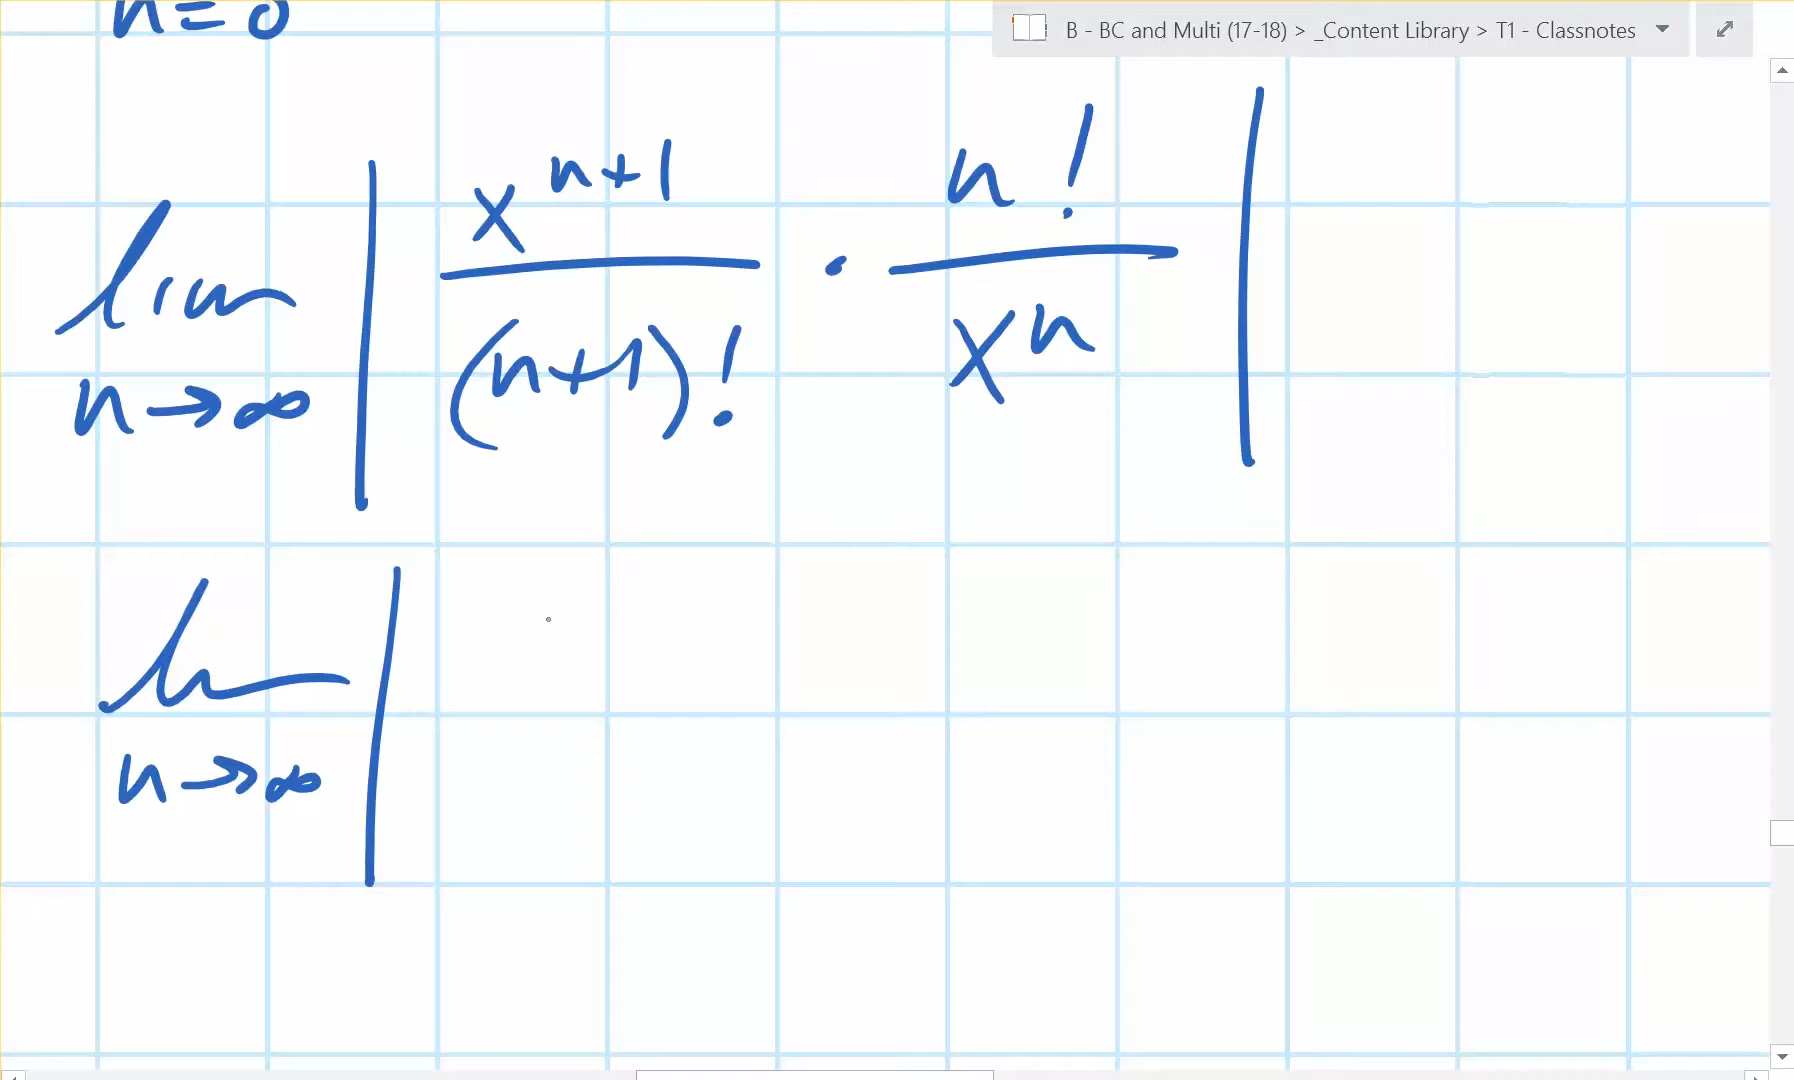 n=0
B - BC and Multi (17-18) > _Content Library > T1 - Classnotes
lim n→∞ | x^{n+1} / (n+1)! · n! / x^n |
lim n→∞ |